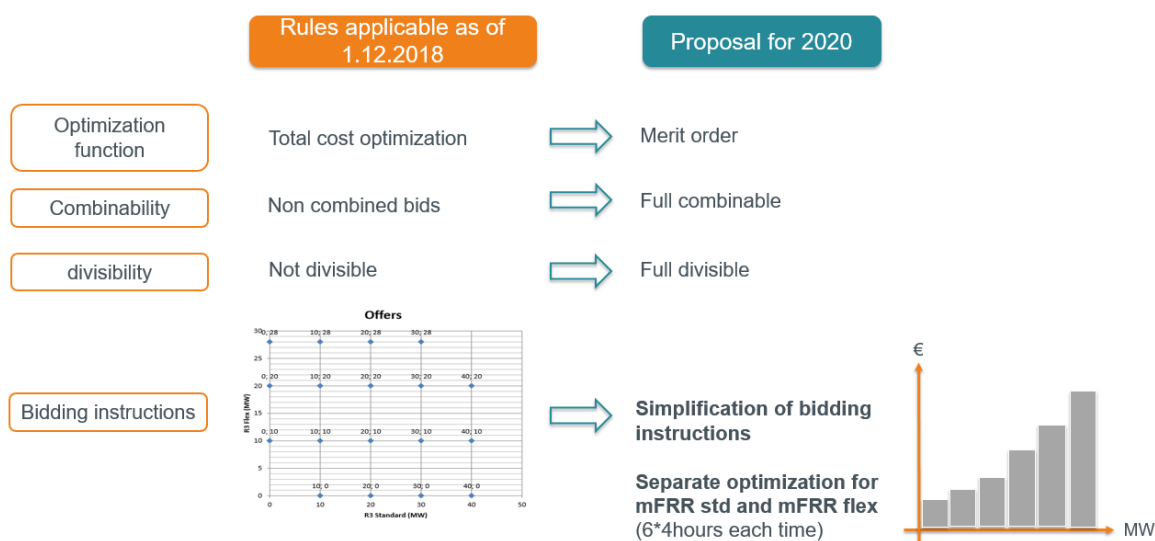 Rules applicable as of
1.12.2018
Proposal for 2020
Optimization
function
Total cost optimization
Merit order
Combinability
Non combined bids
Full combinable
divisibility
Not divisible
Full divisible
Bidding instructions
Offers
30
0; 28
10; 28
20; 28
30; 28
25
0; 20
10; 20
20; 20
30; 20
40; 20
20
15
0; 10
10; 10
20; 10
30; 10
40; 10
10
5
10; 0
20; 0
30; 0
40; 0
0
0
10
20
30
40
50
R3 Flex (MW)
R3 Standard (MW)
Simplification of bidding
instructions
Separate optimization for
mFRR std and mFRR flex
(6*4hours each time)
€
MW